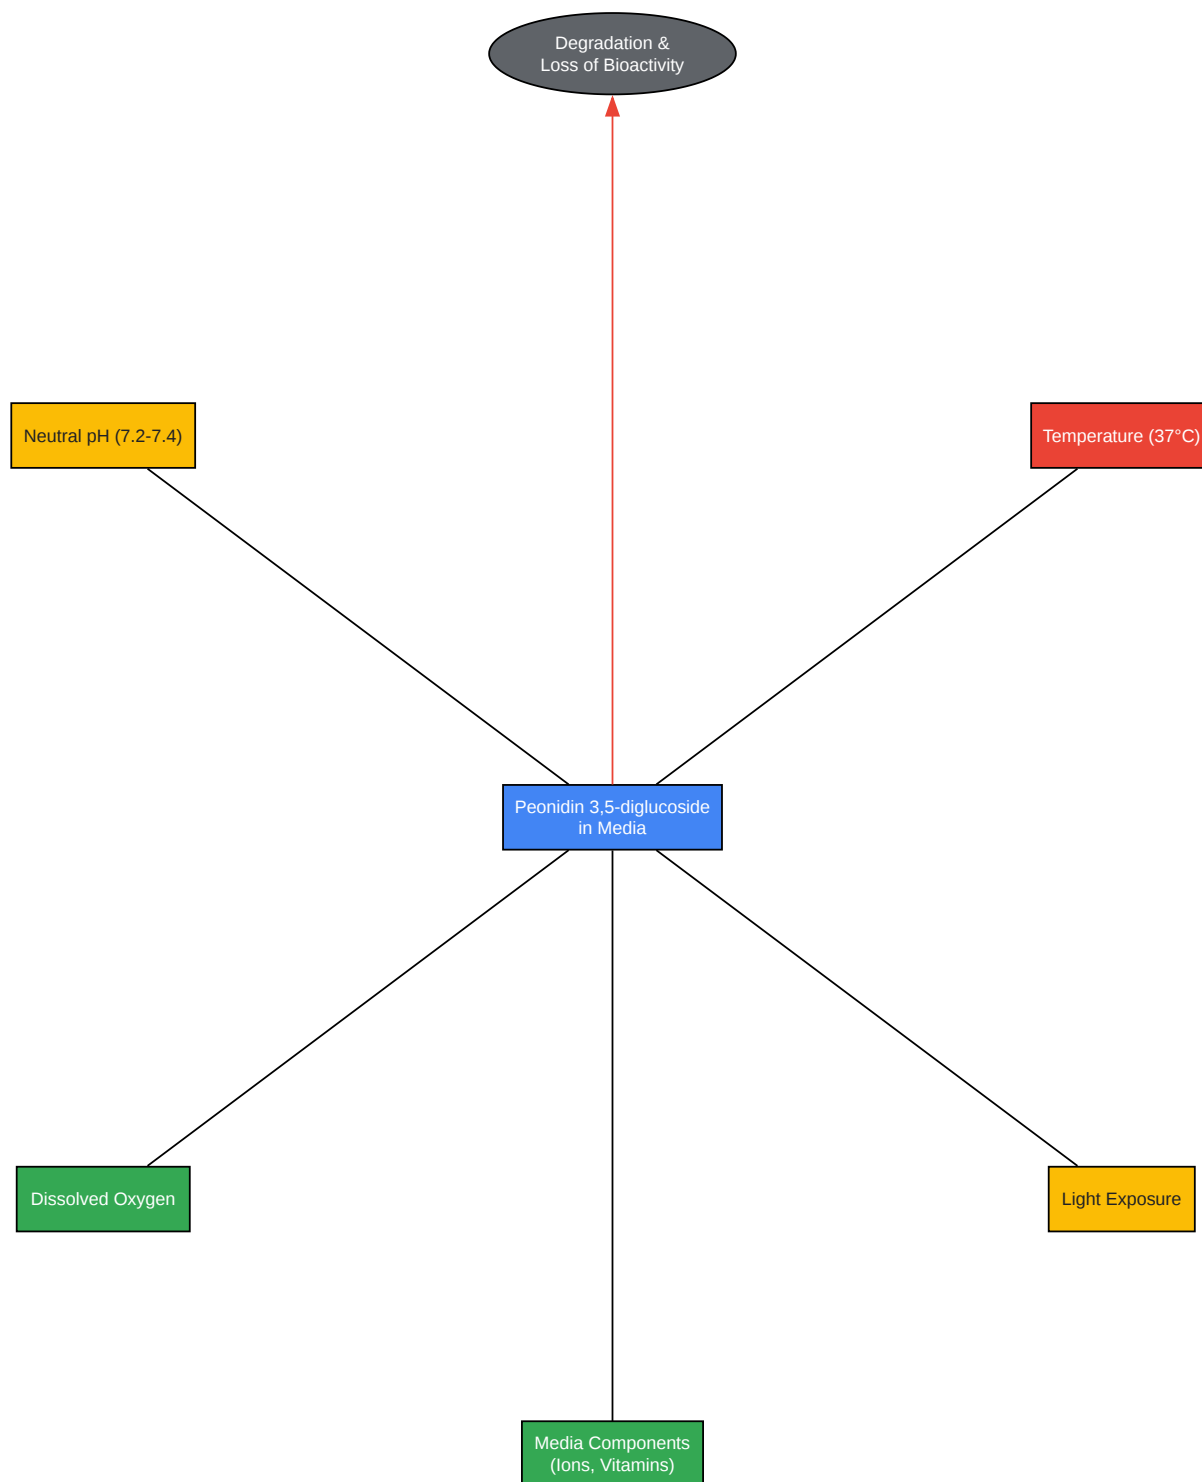 Degradation &
Loss of Bioactivity
Neutral pH (7.2-7.4)
Temperature (37°C)
Peonidin 3,5-diglucoside
in Media
Dissolved Oxygen
Light Exposure
Media Components
(Ions, Vitamins)